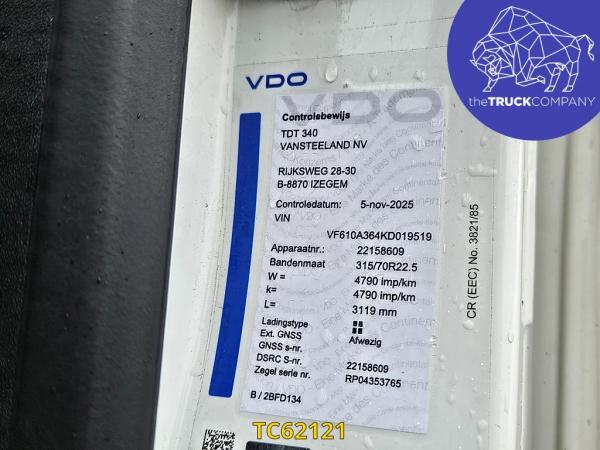 theTRUCKCOMPANY
VDO
VDO
Controlebewijs
TDT 340
VANSTEELAND NV
RIJKSWEG 28-30
B-8870 IZEGEM
Controledatum: 5-nov-2025
VIN
VF610A364KD019519
Apparaatnr.: 22158609
Bandenmaat 315/70R22.5
W = 4790 imp/km
k= 4790 imp/km
L= 3119 mm
Ladingstype
Ext. GNSS Afwezig
GNSS s-nr.
DSRC S-nr. 22158609
Zegel serie nr. RP04353765
B / 2BFD134
CR (EEC) No. 3821/85
TC62121